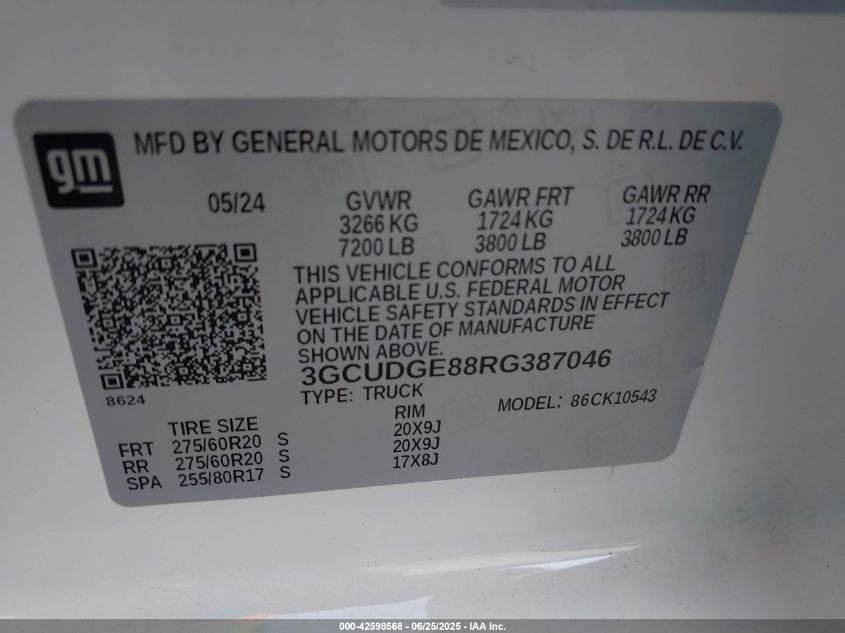 gm
MFD BY GENERAL MOTORS DE MEXICO, S. DE R.L. DE C.V.
05/24 GVWR GAWR FRT GAWR RR
3266 KG 1724 KG 1724 KG
7200 LB 3800 LB 3800 LB
THIS VEHICLE CONFORMS TO ALL
APPLICABLE U.S. FEDERAL MOTOR
VEHICLE SAFETY STANDARDS IN EFFECT
ON THE DATE OF MANUFACTURE
SHOWN ABOVE.
3GCUDGE88RG387046
8624
TYPE: TRUCK MODEL: 86CK10543
TIRE SIZE RIM
FRT 275/60R20 S 20X9J
RR 275/60R20 S 20X9J
SPA 255/80R17 S 17X8J
000-42598568 - 06/25/2025 - IAA Inc.